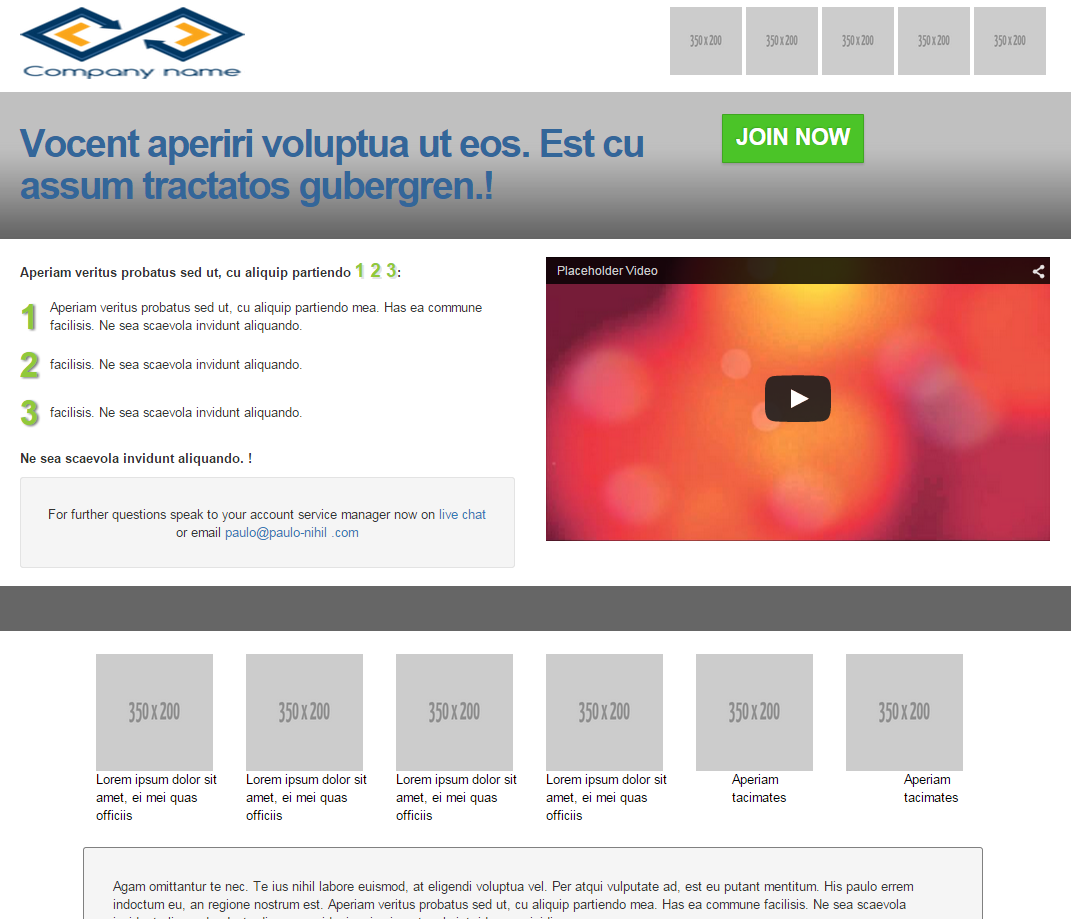 Company name
350 x 200
350 x 200
350 x 200
350 x 200
350 x 200
Vocent aperiri voluptua ut eos. Est cu
assum tractatos gubergren.!
JOIN NOW
Aperiam veritus probatus sed ut, cu aliquip partiendo 1 2 3:
1 Aperiam veritus probatus sed ut, cu aliquip partiendo mea. Has ea commune
facilisis. Ne sea scaevola invidunt aliquando.
2 facilisis. Ne sea scaevola invidunt aliquando.
3 facilisis. Ne sea scaevola invidunt aliquando.
Ne sea scaevola invidunt aliquando. !
For further questions speak to your account service manager now on live chat
or email paulo@paulo-nihil .com
Placeholder Video
350 x 200
350 x 200
350 x 200
350 x 200
350 x 200
350 x 200
Lorem ipsum dolor sit
amet, ei mei quas
officiis
Lorem ipsum dolor sit
amet, ei mei quas
officiis
Lorem ipsum dolor sit
amet, ei mei quas
officiis
Lorem ipsum dolor sit
amet, ei mei quas
officiis
Aperiam
tacimates
Aperiam
tacimates
Agam omittantur te nec. Te ius nihil labore euismod, at eligendi voluptua vel. Per atqui vulputate ad, est eu putant mentitum. His paulo errem
indoctum eu, an regione nostrum est. Aperiam veritus probatus sed ut, cu aliquip partiendo mea. Has ea commune facilisis. Ne sea scaevola